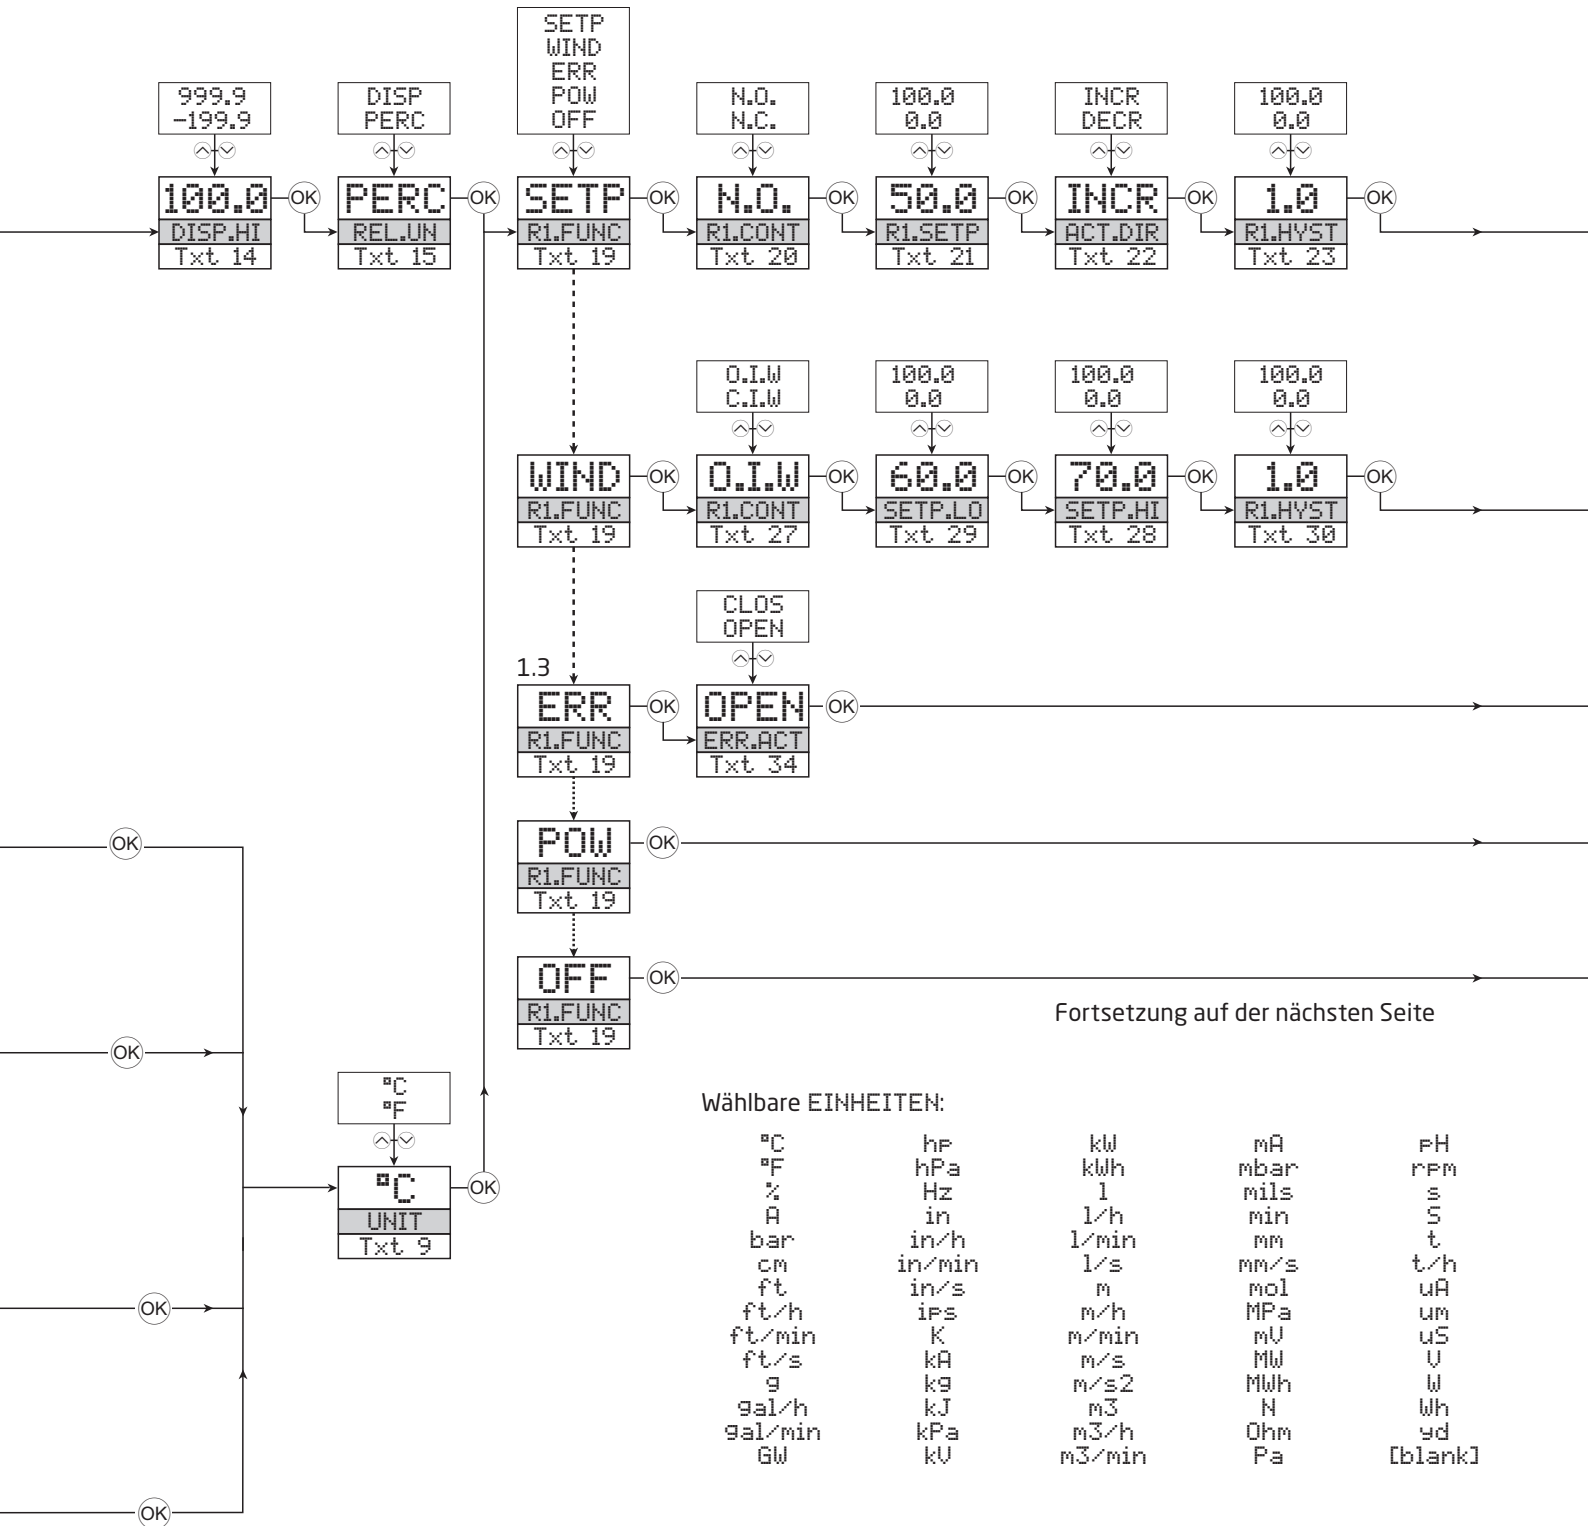 SETP
WIND
ERR
POW
OFF
999.9
-199.9
DISP
PERC
N.O.
N.C.
100.0
0.0
INCR
DECR
100.0
0.0
100.0
DISP.HI
Txt 14
OK
PERC
REL.UN
Txt 15
OK
SETP
R1.FUNC
Txt 19
OK
N.O.
R1.CONT
Txt 20
OK
50.0
R1.SETP
Txt 21
OK
INCR
ACT.DIR
Txt 22
OK
1.0
R1.HYST
Txt 23
OK
O.I.W
C.I.W
100.0
0.0
100.0
0.0
100.0
0.0
WIND
R1.FUNC
Txt 19
OK
O.I.W
R1.CONT
Txt 27
OK
60.0
SETP.LO
Txt 29
OK
70.0
SETP.HI
Txt 28
OK
1.0
R1.HYST
Txt 30
OK
CLOS
OPEN
1.3
ERR
R1.FUNC
Txt 19
OK
OPEN
ERR.ACT
Txt 34
OK
OK
POW
R1.FUNC
Txt 19
OK
OFF
R1.FUNC
Txt 19
OK
Fortsetzung auf der nächsten Seite
OK
°C
°F
°C
UNIT
Txt 9
OK
OK
OK
Wählbare EINHEITEN:
°C hp kW mA pH
°F hPa kWh mbar rpm
% Hz l mils s
A in l/h min S
bar in/h l/min mm t
cm in/min l/s mm/s t/h
ft in/s m mol uA
ft/h ips m/h MPa um
ft/min K m/min mV uS
ft/s kA m/s MW V
g kg m/s2 MWh W
gal/h kJ m3 N Wh
gal/min kPa m3/h Ohm yd
GW kV m3/min Pa [blank]